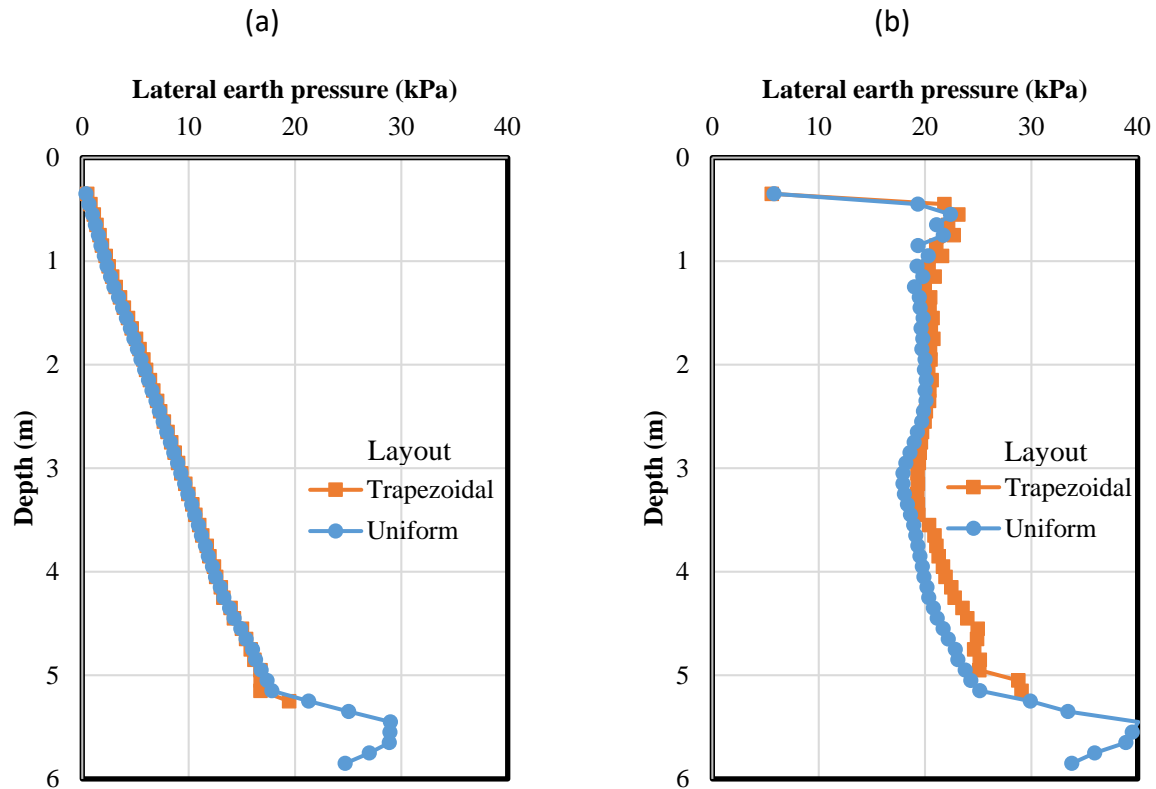 (a)
Lateral earth pressure (kPa)
0 10 20 30 40
0
1
2
3
4
5
6
Depth (m)
Layout
Trapezoidal
Uniform
(b)
Lateral earth pressure (kPa)
0 10 20 30 40
0
1
2
3
4
5
6
Depth (m)
Layout
Trapezoidal
Uniform